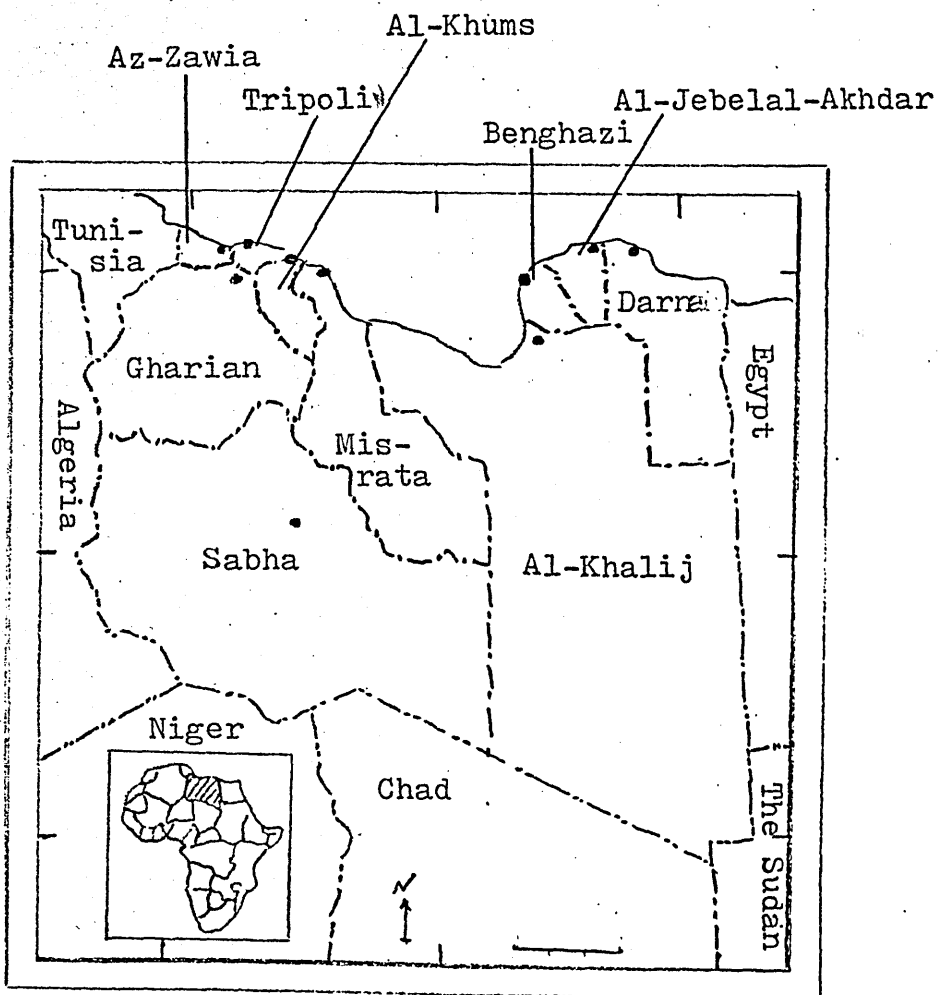 Al-Khums
Az-Zawia
Tripoli
Al-Jebelal-Akhdar
Benghazi
Tuni-
sia
Darna
Gharian
Egypt
Algeria
Mis-
rata
Sabha
Al-Khalij
Niger
Chad
The Sudan
N